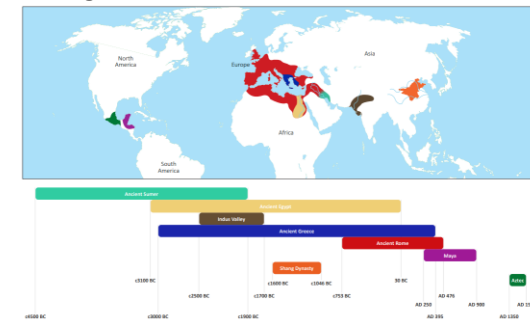 North
America
Europe
Asia
Africa
South
America
Ancient Sumer
Ancient Egypt
Indus Valley
Ancient Greece
Ancient Rome
Maya
Shang Dynasty
Aztec
c3100 BC
c1600 BC
c1046 BC
30 BC
c2500 BC
c1700 BC
c753
AD 476
AD 250
AD 900
c4500 BC
c3000 BC
c1900 BC
AD 395
AD 1350